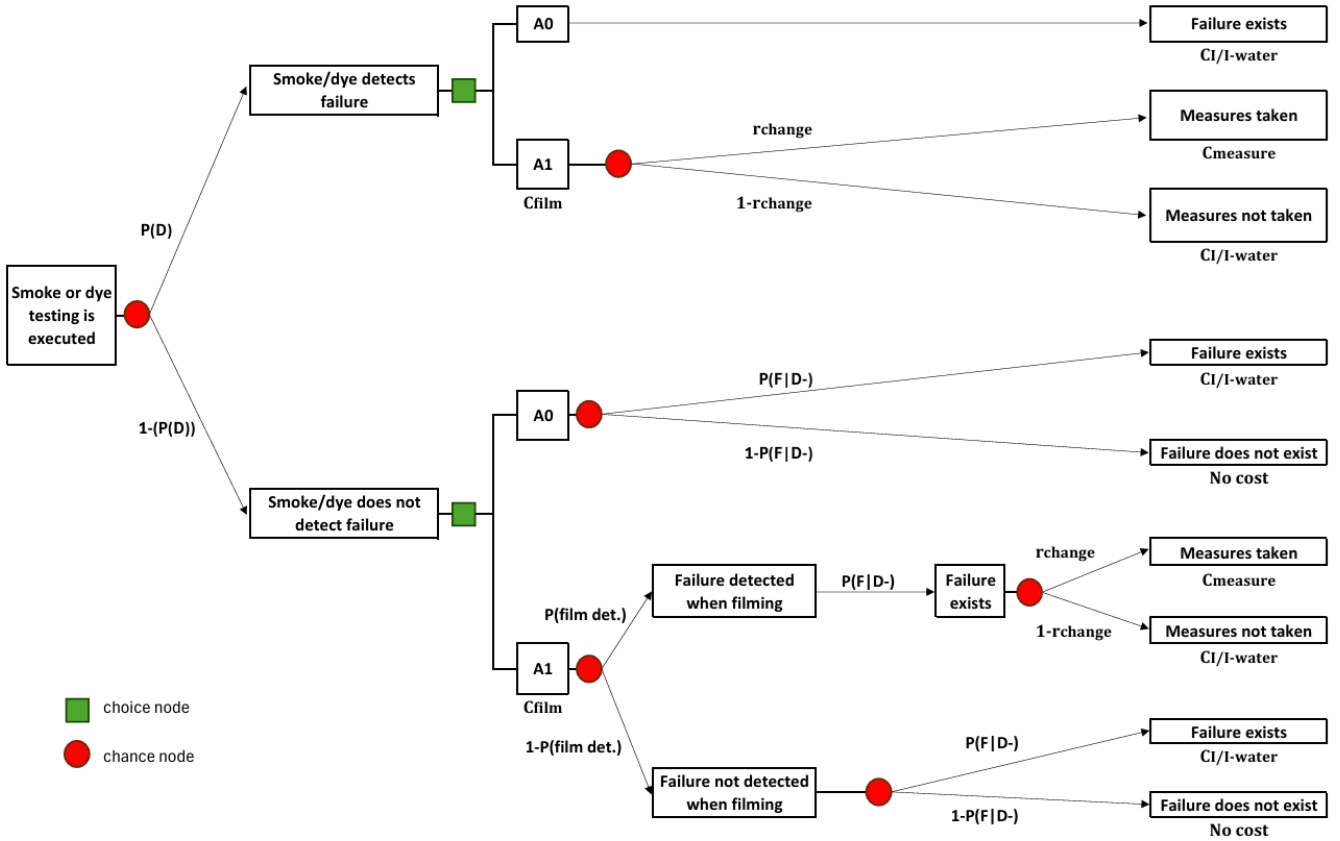 A0
Failure exists
CI/I-water
Smoke/dye detects
failure
rchange
Measures taken
Cmeasure
A1
Cfilm
1-rchange
Measures not taken
CI/I-water
P(D)
Smoke or dye
testing is
executed
1-(P(D))
Smoke/dye does not
detect failure
A0
P(F|D-)
Failure exists
CI/I-water
1-P(F|D-)
Failure does not exist
No cost
A1
Cfilm
P(film det.)
Failure detected
when filming
P(F|D-)
Failure
exists
rchange
Measures taken
Cmeasure
1-rchange
Measures not taken
CI/I-water
1-P(film det.)
Failure not detected
when filming
P(F|D-)
Failure exists
CI/I-water
1-P(F|D-)
Failure does not exist
No cost
choice node
chance node